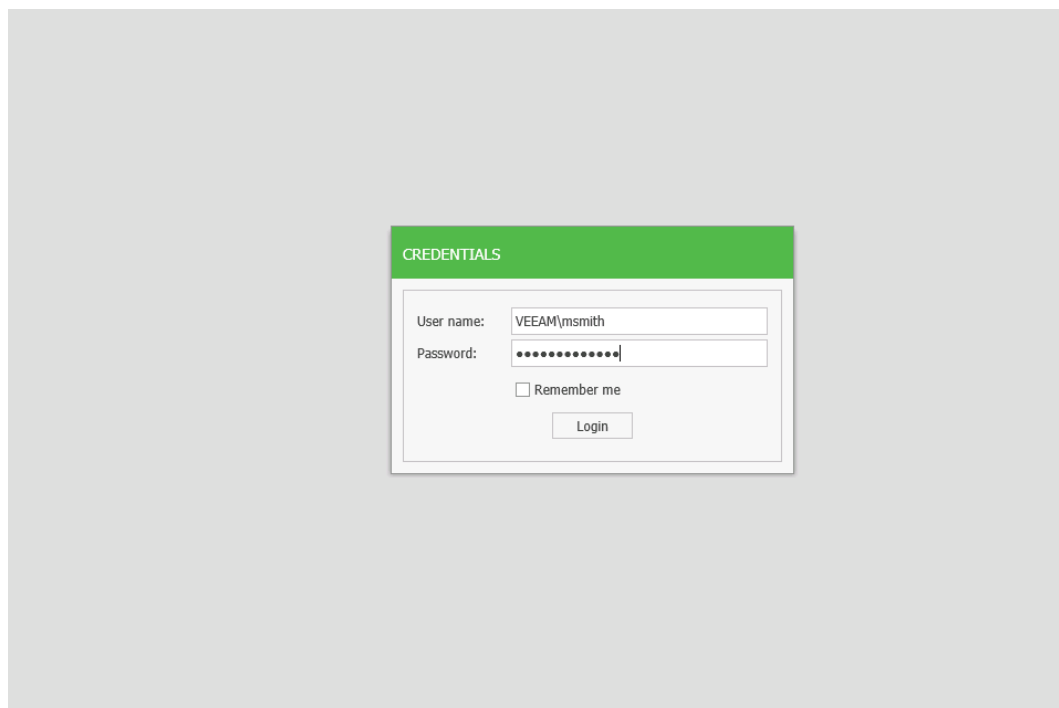 CREDENTIALS
User name: VEEAM\msmith
Password: ●●●●●●●●●●●●●
Remember me
Login